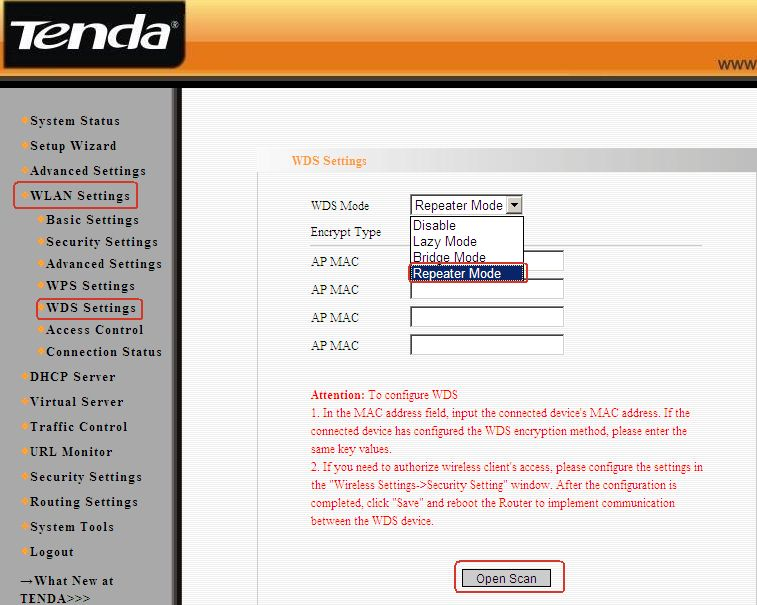 Tenda®
www
System Status
Setup Wizard
Advanced Settings
WLAN Settings
Basic Settings
Security Settings
Advanced Settings
WPS Settings
WDS Settings
Access Control
Connection Status
DHCP Server
Virtual Server
Traffic Control
URL Monitor
Security Settings
Routing Settings
System Tools
Logout
→What New at
TENDA>>>
WDS Settings
WDS Mode
Repeater Mode
Disable
Lazy Mode
Bridge Mode
Repeater Mode
Encrypt Type
AP MAC
AP MAC
AP MAC
AP MAC
Attention: To configure WDS
1. In the MAC address field, input the connected device's MAC address. If the
connected device has configured the WDS encryption method, please enter the
same key values.
2. If you need to authorize wireless client's access, please configure the settings in
the "Wireless Settings->Security Setting" window. After the configuration is
completed, click "Save" and reboot the Router to implement communication
between the WDS device.
Open Scan